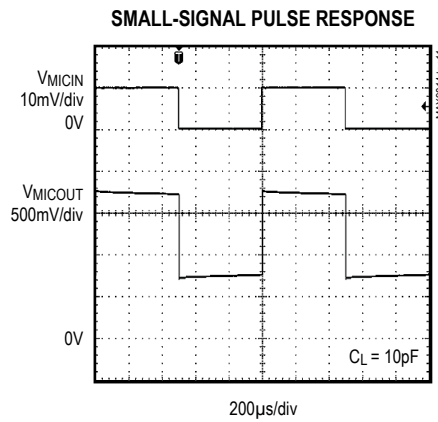 SMALL-SIGNAL PULSE RESPONSE
VMICIN
10mV/div
0V
VMICOUT
500mV/div
0V
CL = 10pF
200µs/div
T